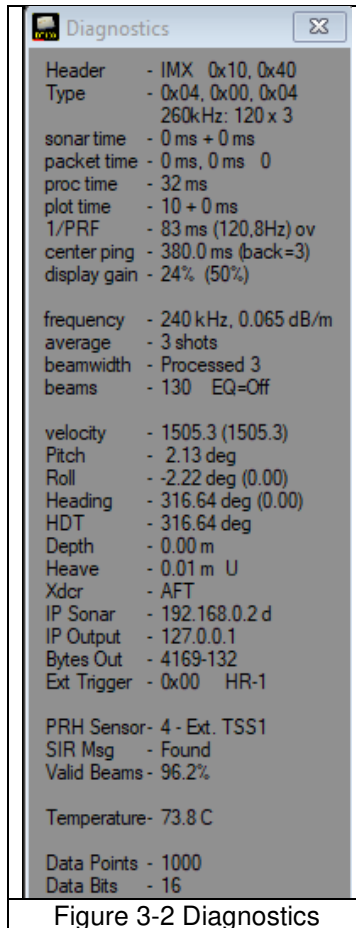 Diagnostics
Header - IMX 0x10, 0x40
Type - 0x04, 0x00, 0x04
260kHz: 120 x 3
sonar time - 0 ms + 0 ms
packet time - 0 ms, 0 ms 0
proc time - 32 ms
plot time - 10 + 0 ms
1/PRF - 83 ms (120,8Hz) ov
center ping - 380.0 ms (back=3)
display gain - 24% (50%)
frequency - 240 kHz, 0.065 dB/m
average - 3 shots
beamwidth - Processed 3
beams - 130 EQ=Off
velocity - 1505.3 (1505.3)
Pitch - 2.13 deg
Roll - -2.22 deg (0.00)
Heading - 316.64 deg (0.00)
HDT - 316.64 deg
Depth - 0.00 m
Heave - 0.01 m U
Xdcr - AFT
IP Sonar - 192.168.0.2 d
IP Output - 127.0.0.1
Bytes Out - 4169-132
Ext Trigger - 0x00 HR-1
PRH Sensor- 4 - Ext. TSS1
SIR Msg - Found
Valid Beams - 96.2%
Temperature- 73.8 C
Data Points - 1000
Data Bits - 16
Figure 3-2 Diagnostics